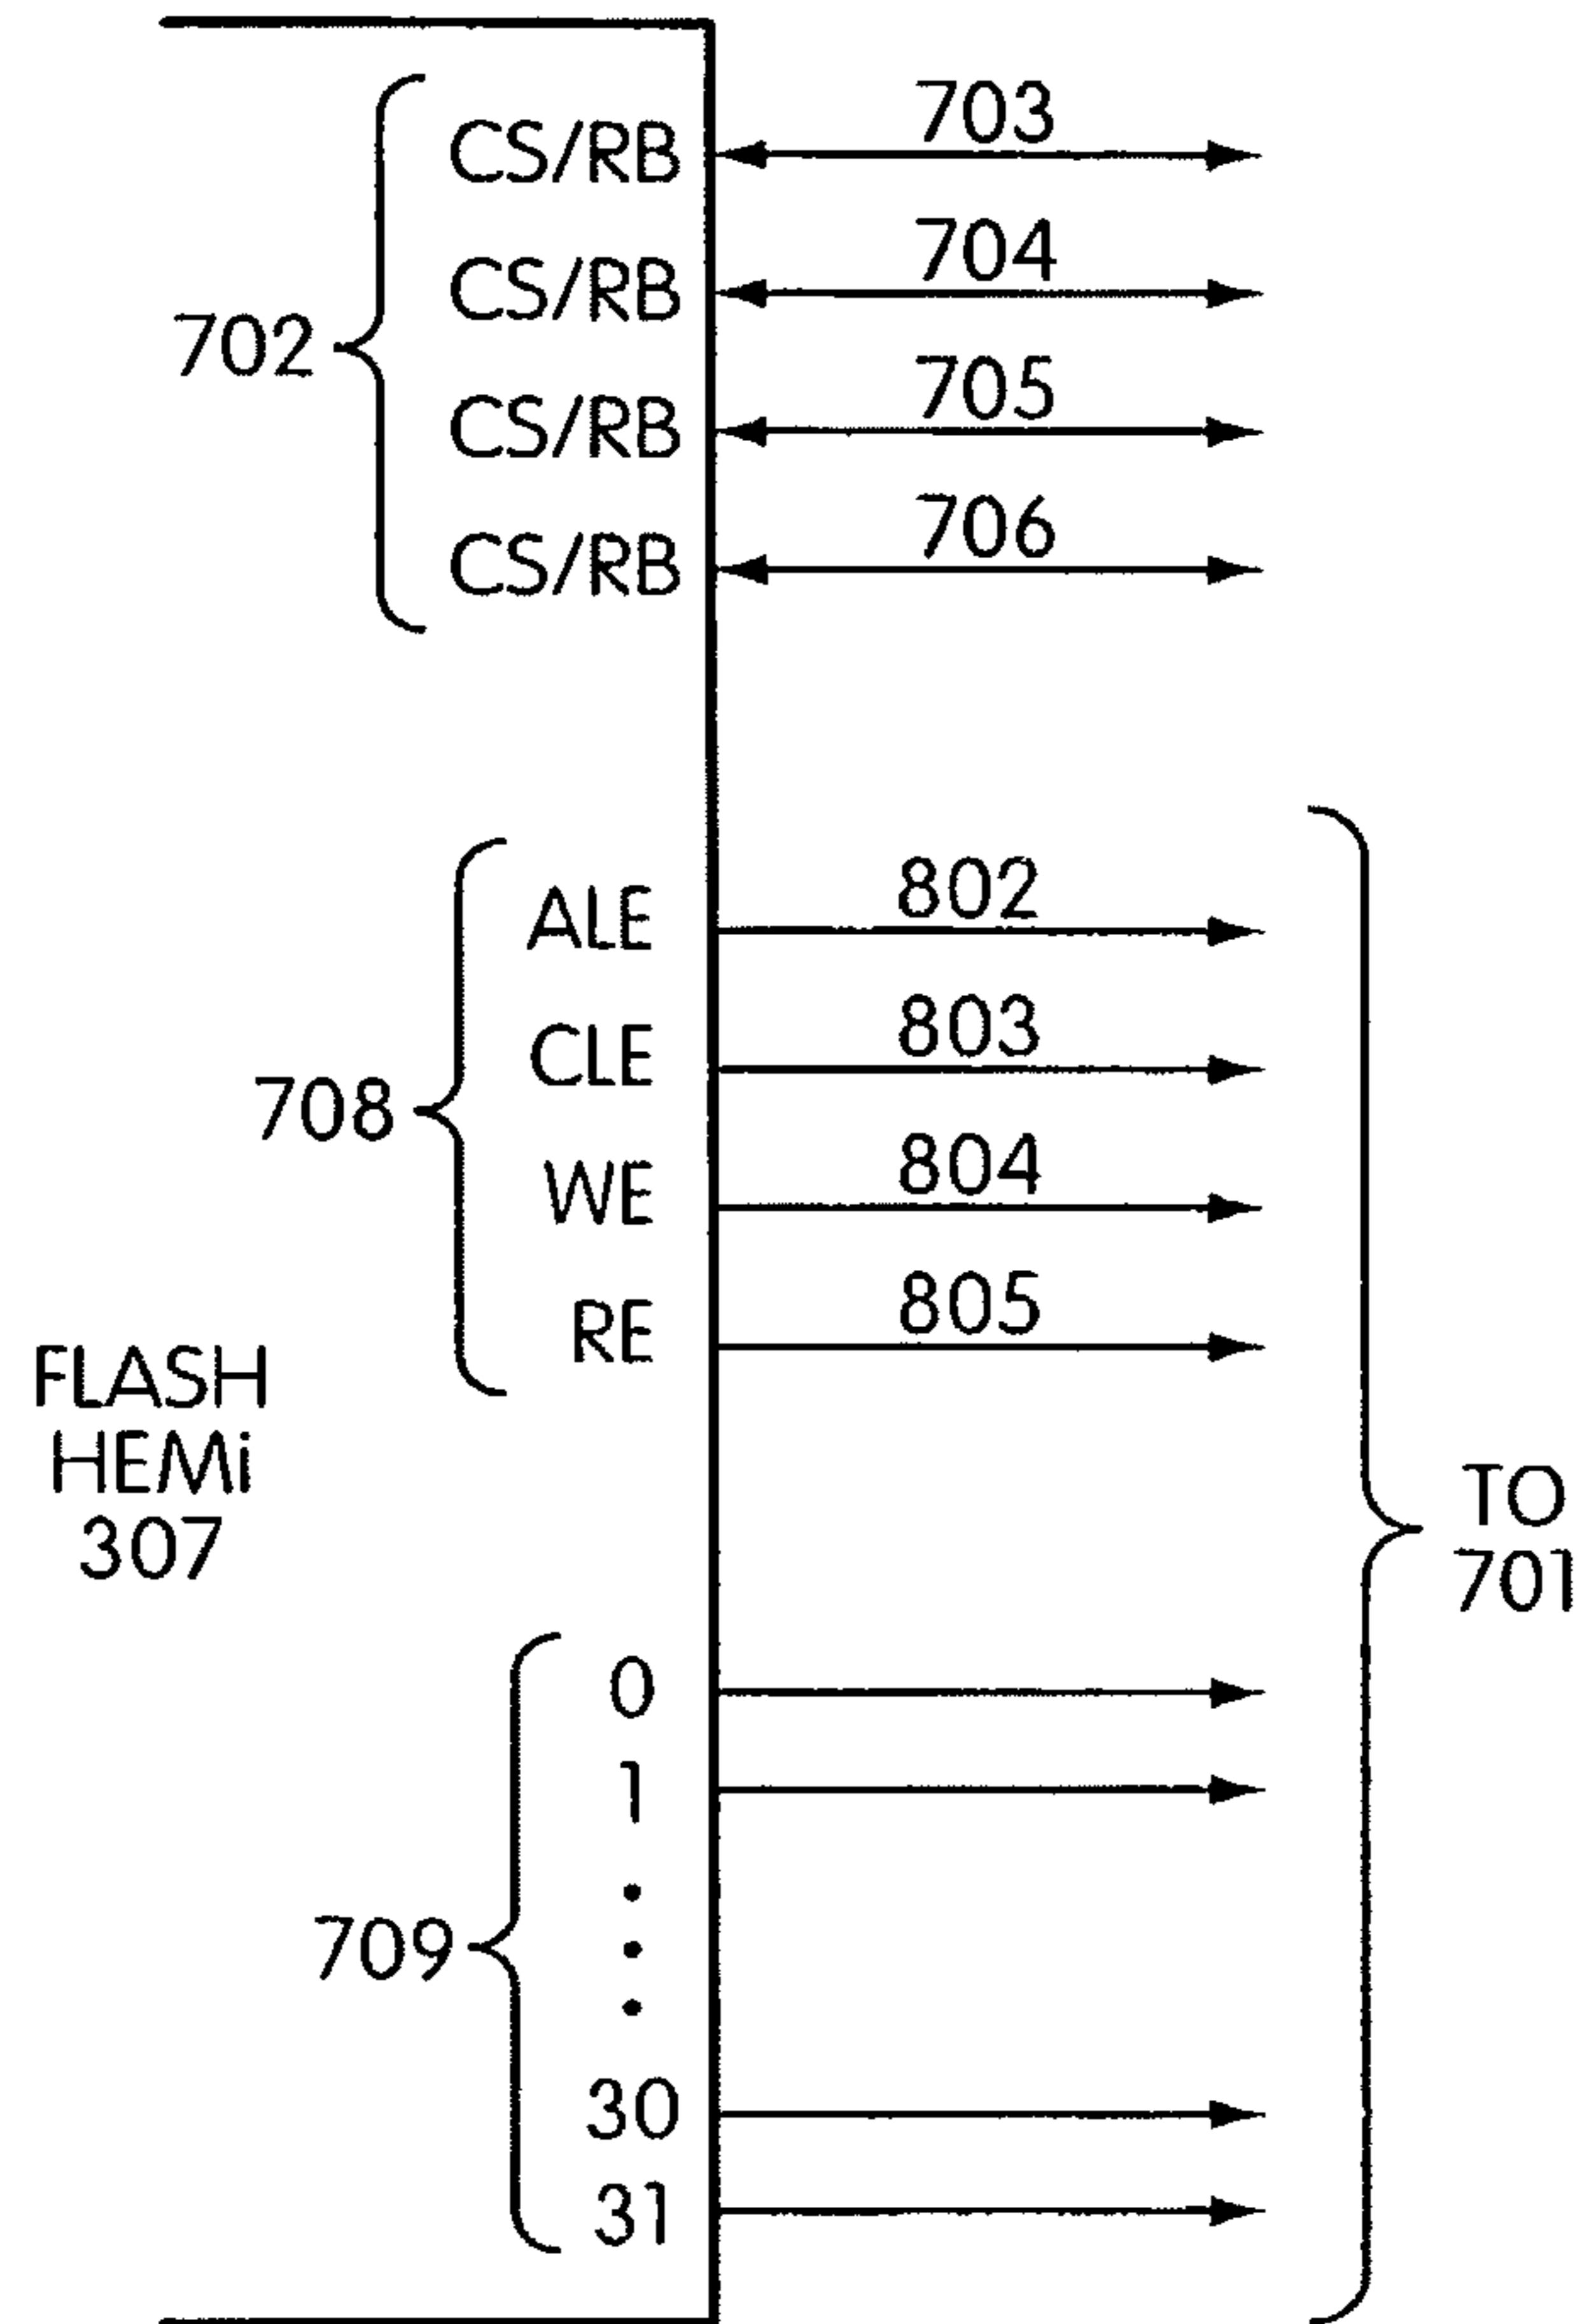 703
CS/RB
704
CS/RB
702
705
CS/RB
706
CS/RB
802
ALE
803
CLE
708
804
WE
805
RE
FLASH
HEMi
307
TO
701
0
1
709
30
31